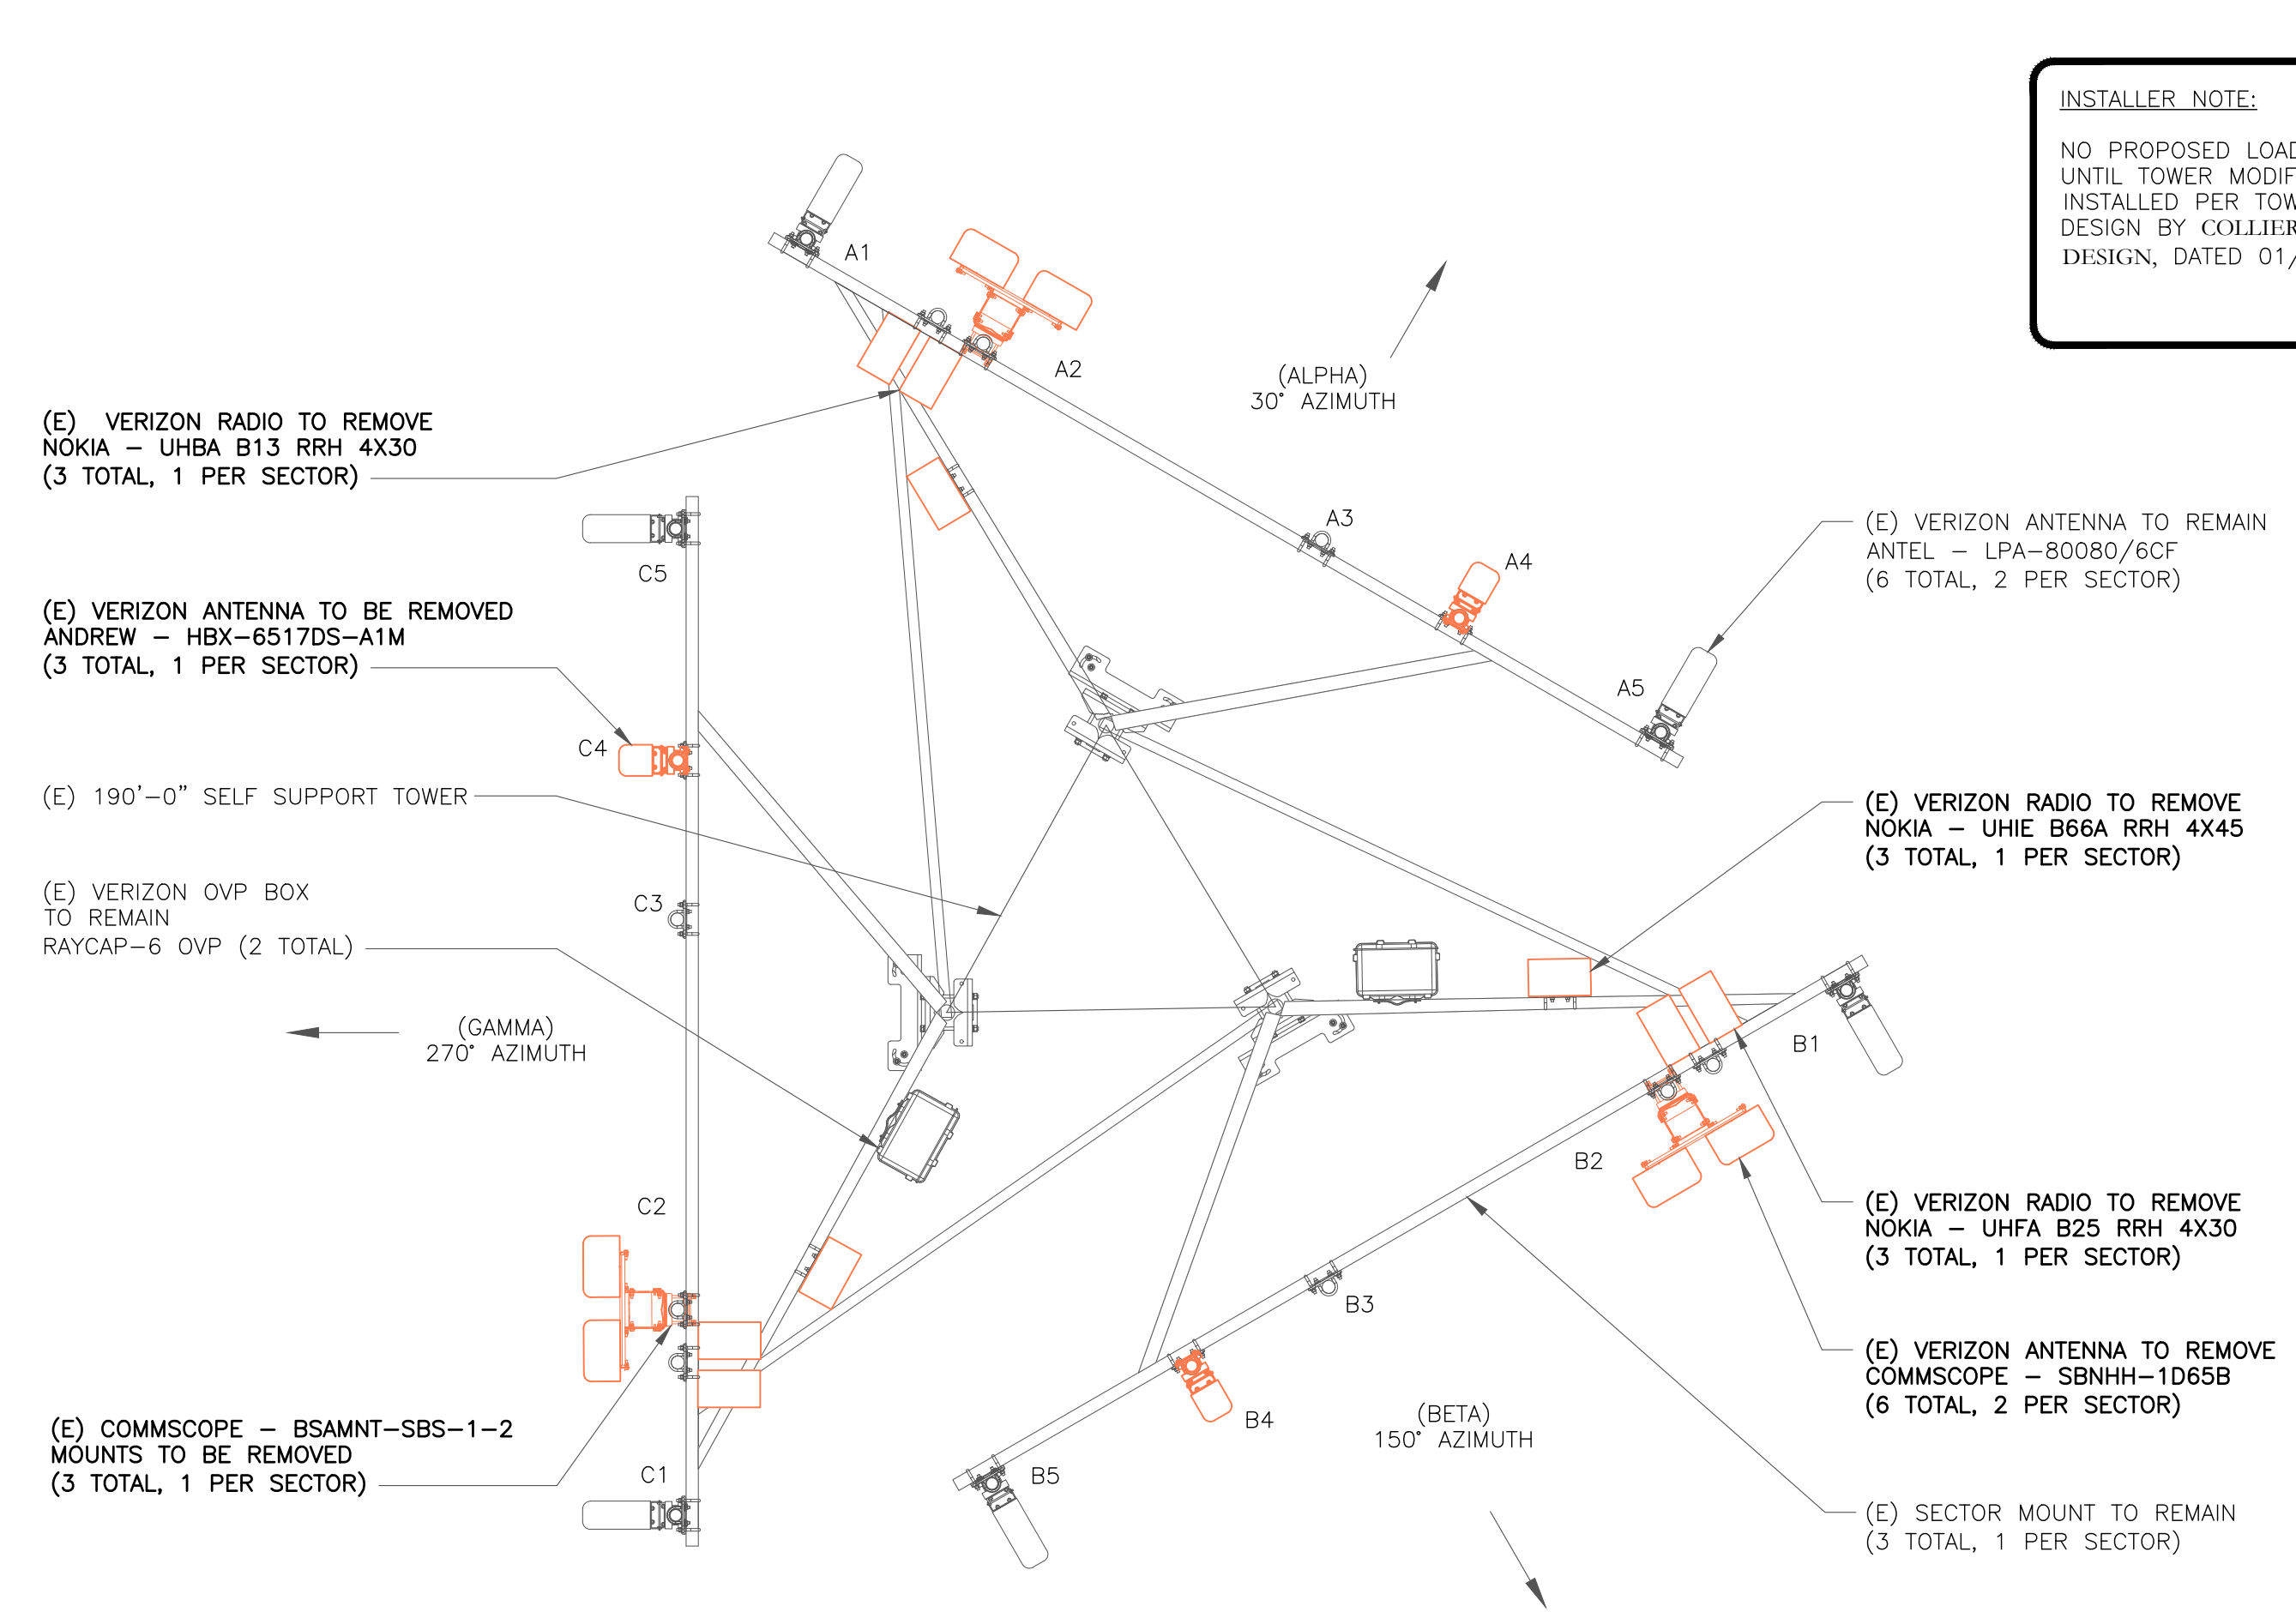 INSTALLER NOTE:
NO PROPOSED
UNTIL TOWER
INSTALLED PER
DESIGN BY COLLIER
DESIGN, DATED 01/
A1
A2
(ALPHA)
30° AZIMUTH
(E) VERIZON RADIO TO REMOVE
NOKIA – UHBA B13 RRH 4X30
(3 TOTAL, 1 PER SECTOR)
A3
A4
A5
(E) VERIZON ANTENNA TO REMAIN
ANTEL – LPA-80080/6CF
(6 TOTAL, 2 PER SECTOR)
C5
(E) VERIZON ANTENNA TO BE REMOVED
ANDREW – HBX-6517DS-A1M
(3 TOTAL, 1 PER SECTOR)
C4
(E) 190'-0" SELF SUPPORT TOWER
(E) VERIZON RADIO TO REMOVE
NOKIA – UHIE B66A RRH 4X45
(3 TOTAL, 1 PER SECTOR)
(E) VERIZON OVP BOX
TO REMAIN
RAYCAP-6 OVP (2 TOTAL)
C3
(GAMMA)
270° AZIMUTH
B1
B2
C2
(E) VERIZON RADIO TO REMOVE
NOKIA – UHFA B25 RRH 4X30
(3 TOTAL, 1 PER SECTOR)
B3
(E) VERIZON ANTENNA TO REMOVE
COMMSCOPE – SBNHH-1D65B
(6 TOTAL, 2 PER SECTOR)
B4
(BETA)
150° AZIMUTH
(E) COMMSCOPE – BSAMNT-SBS-1-2
MOUNTS TO BE REMOVED
(3 TOTAL, 1 PER SECTOR)
C1
B5
(E) SECTOR MOUNT TO REMAIN
(3 TOTAL, 1 PER SECTOR)